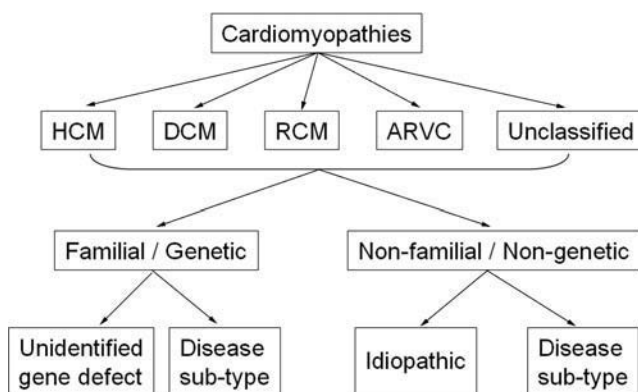 Cardiomyopathies
HCM
DCM
RCM
ARVC
Unclassified
Familial / Genetic
Non-familial / Non-genetic
Unidentified
gene defect
Disease
sub-type
Idiopathic
Disease
sub-type